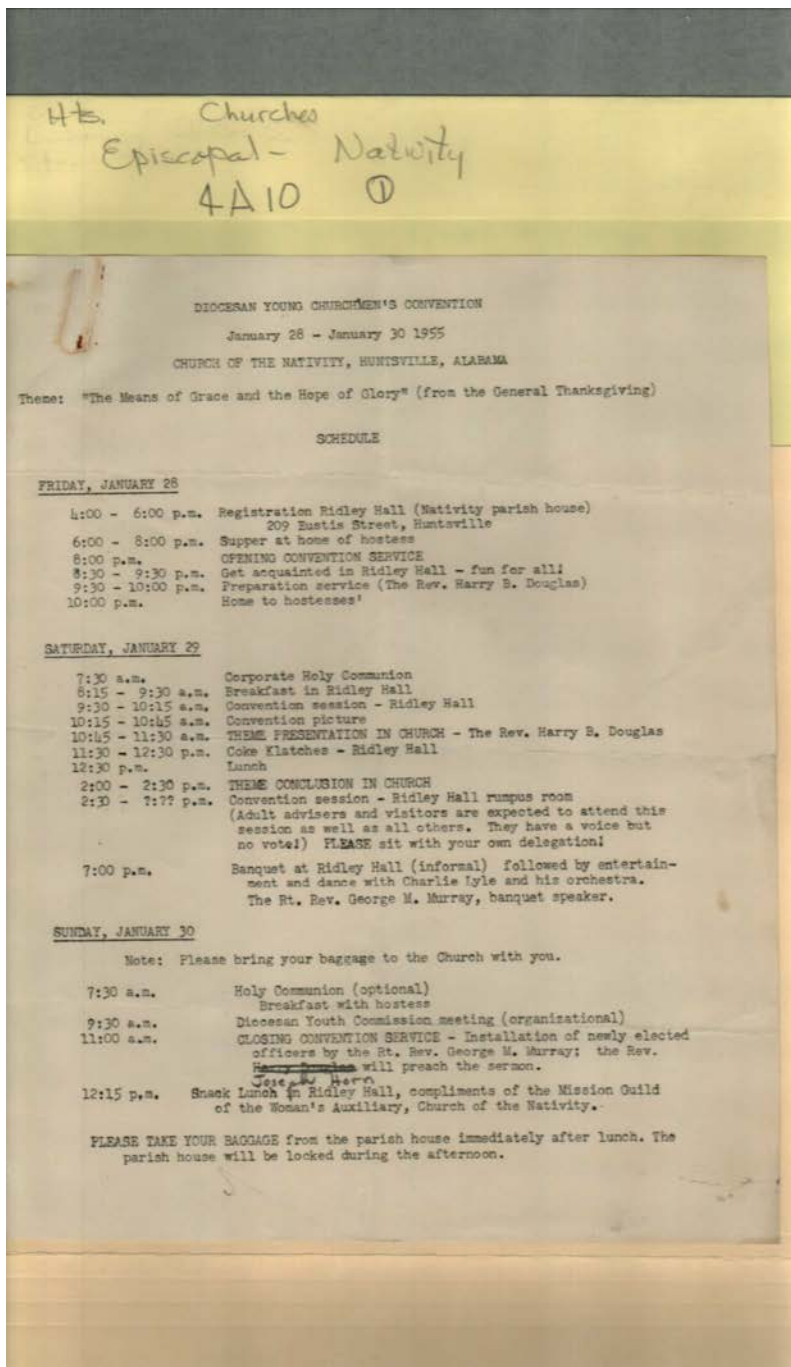 Hts. Churches
Episcopal - Nativity
4A10 ①
DIOCESAN YOUNG CHURCHMEN'S CONVENTION
January 28 - January 30 1955
CHURCH OF THE NATIVITY, HUNTSVILLE, ALABAMA
Theme: "The Means of Grace and the Hope of Glory" (from the General Thanksgiving)
SCHEDULE
FRIDAY, JANUARY 28
4:00 - 6:00 p.m. Registration Ridley Hall (Nativity parish house)
209 Eustis Street, Huntsville
6:00 - 8:00 p.m. Supper at home of hostess
8:00 p.m. OPENING CONVENTION SERVICE
8:30 - 9:30 p.m. Get acquainted in Ridley Hall - fun for all!
9:30 - 10:00 p.m. Preparation service (The Rev. Harry B. Douglas)
10:00 p.m. Home to hostesses'
SATURDAY, JANUARY 29
7:30 a.m. Corporate Holy Communion
8:15 - 9:30 a.m. Breakfast in Ridley Hall
9:30 - 10:15 a.m. Convention session - Ridley Hall
10:15 - 10:45 a.m. Convention picture
10:45 - 11:30 a.m. THEME PRESENTATION IN CHURCH - The Rev. Harry B. Douglas
11:30 - 12:30 p.m. Coke Klatches - Ridley Hall
12:30 p.m. Lunch
2:00 - 2:30 p.m. THEME CONCLUSION IN CHURCH
2:30 - ?:?? p.m. Convention session - Ridley Hall rumpus room
(Adult advisers and visitors are expected to attend this
session as well as all others. They have a voice but
no vote!) PLEASE sit with your own delegation!
7:00 p.m. Banquet at Ridley Hall (informal) followed by entertain-
ment and dance with Charlie Lyle and his orchestra.
The Rt. Rev. George M. Murray, banquet speaker.
SUNDAY, JANUARY 30
Note: Please bring your baggage to the Church with you.
7:30 a.m. Holy Communion (optional)
Breakfast with hostess
9:30 a.m. Diocesan Youth Commission meeting (organizational)
11:00 a.m. CLOSING CONVENTION SERVICE - Installation of newly elected
officers by the Rt. Rev. George M. Murray; the Rev.
Harry Douglas will preach the sermon.
Joseph Horn
12:15 p.m. Snack Lunch in Ridley Hall, compliments of the Mission Guild
of the Woman's Auxiliary, Church of the Nativity.
PLEASE TAKE YOUR BAGGAGE from the parish house immediately after lunch. The
parish house will be locked during the afternoon.